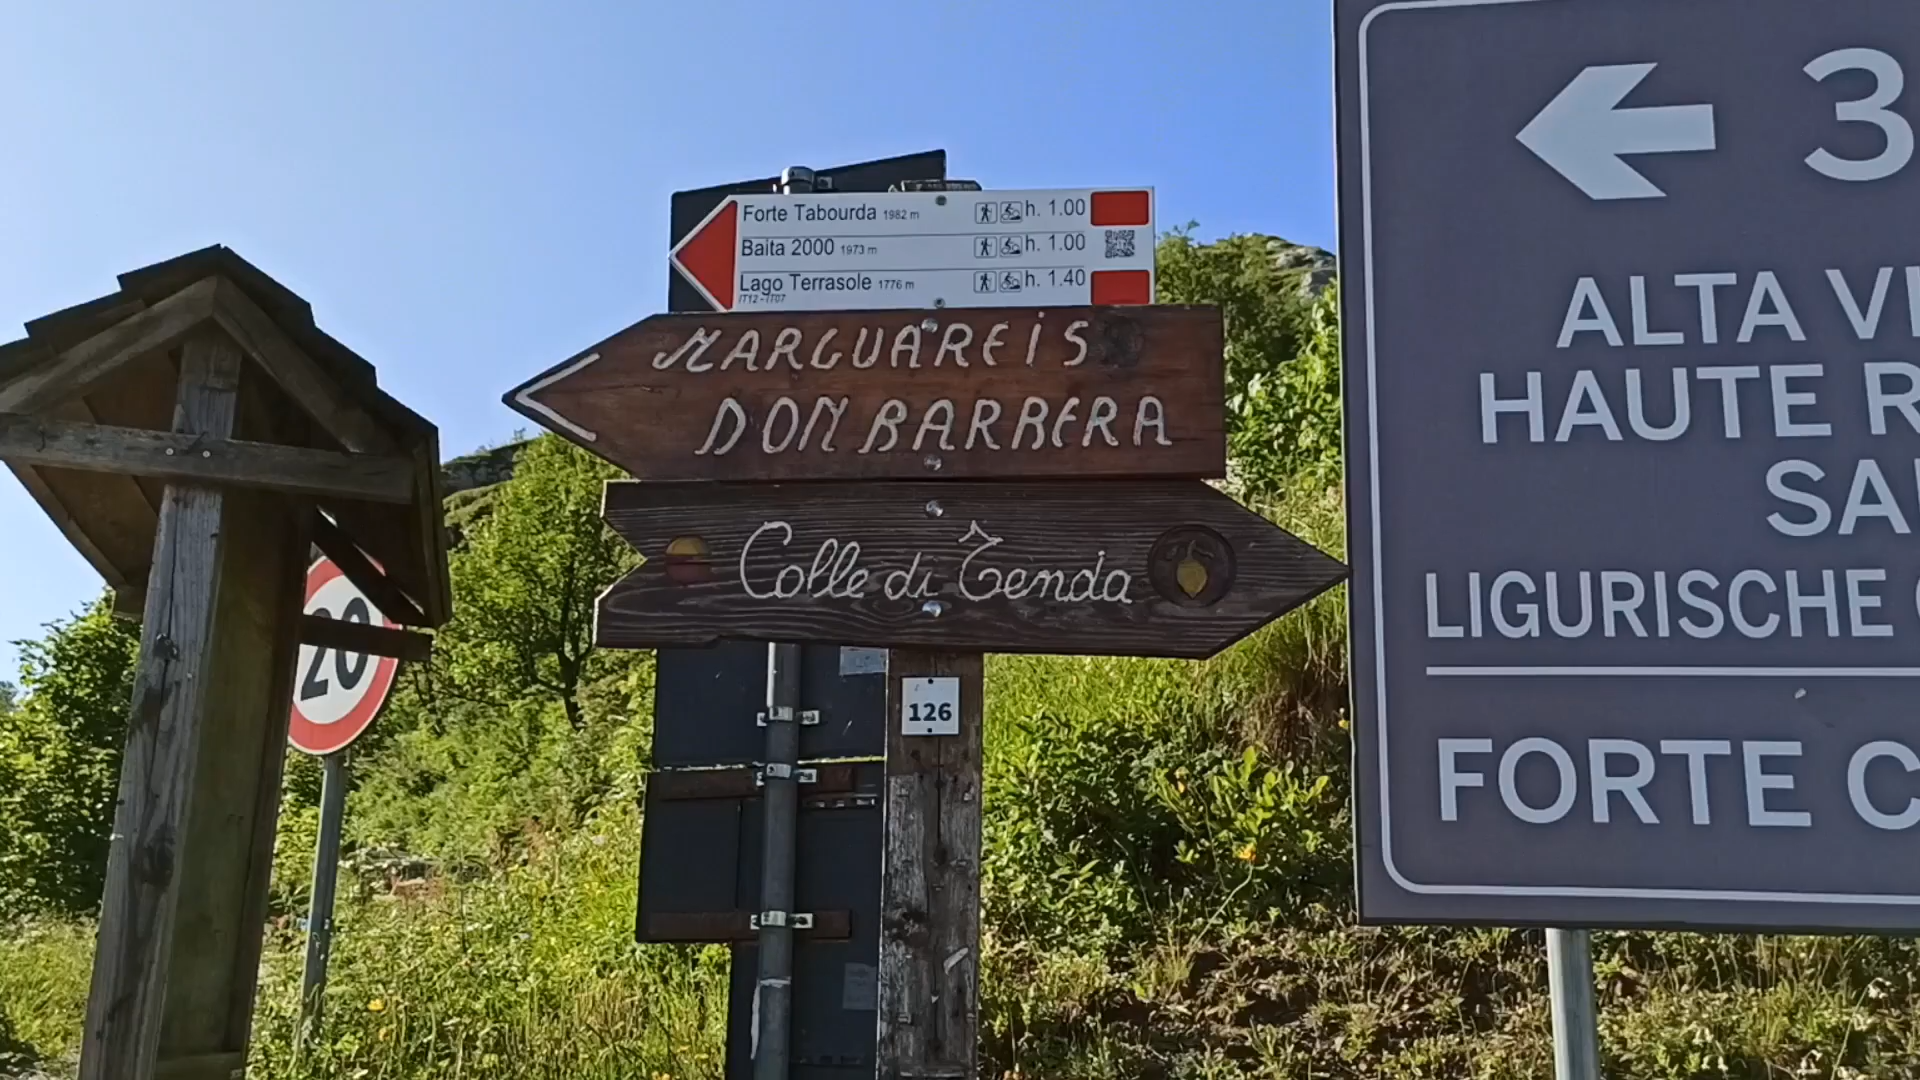 Forte Tabourda 1982 m h. 1.00
Baita 2000 1973 m h. 1.00
Lago Terrasole 1776 m h. 1.40
MARGUAREiS
DON BARBERA
Colle di Tenda
126
20
3
ALTA
HAUTE
LIGURISCHE
FORTE